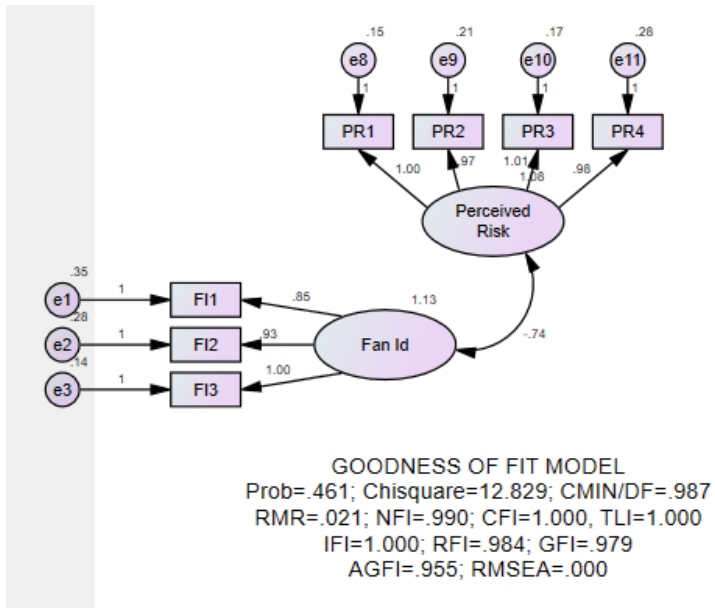 .15 .21 .17 .28
e8 e9 e10 e11
1 1 1 1
PR1 PR2 PR3 PR4
1.00 .97 1.01 1.08 .98
Perceived
Risk
.35
e1 1 FI1 .85 1.13
.28
e2 1 FI2 .93 Fan Id -.74
.14
e3 1 FI3 1.00
GOODNESS OF FIT MODEL
Prob=.461; Chisquare=12.829; CMIN/DF=.987
RMR=.021; NFI=.990; CFI=1.000, TLI=1.000
IFI=1.000; RFI=.984; GFI=.979
AGFI=.955; RMSEA=.000